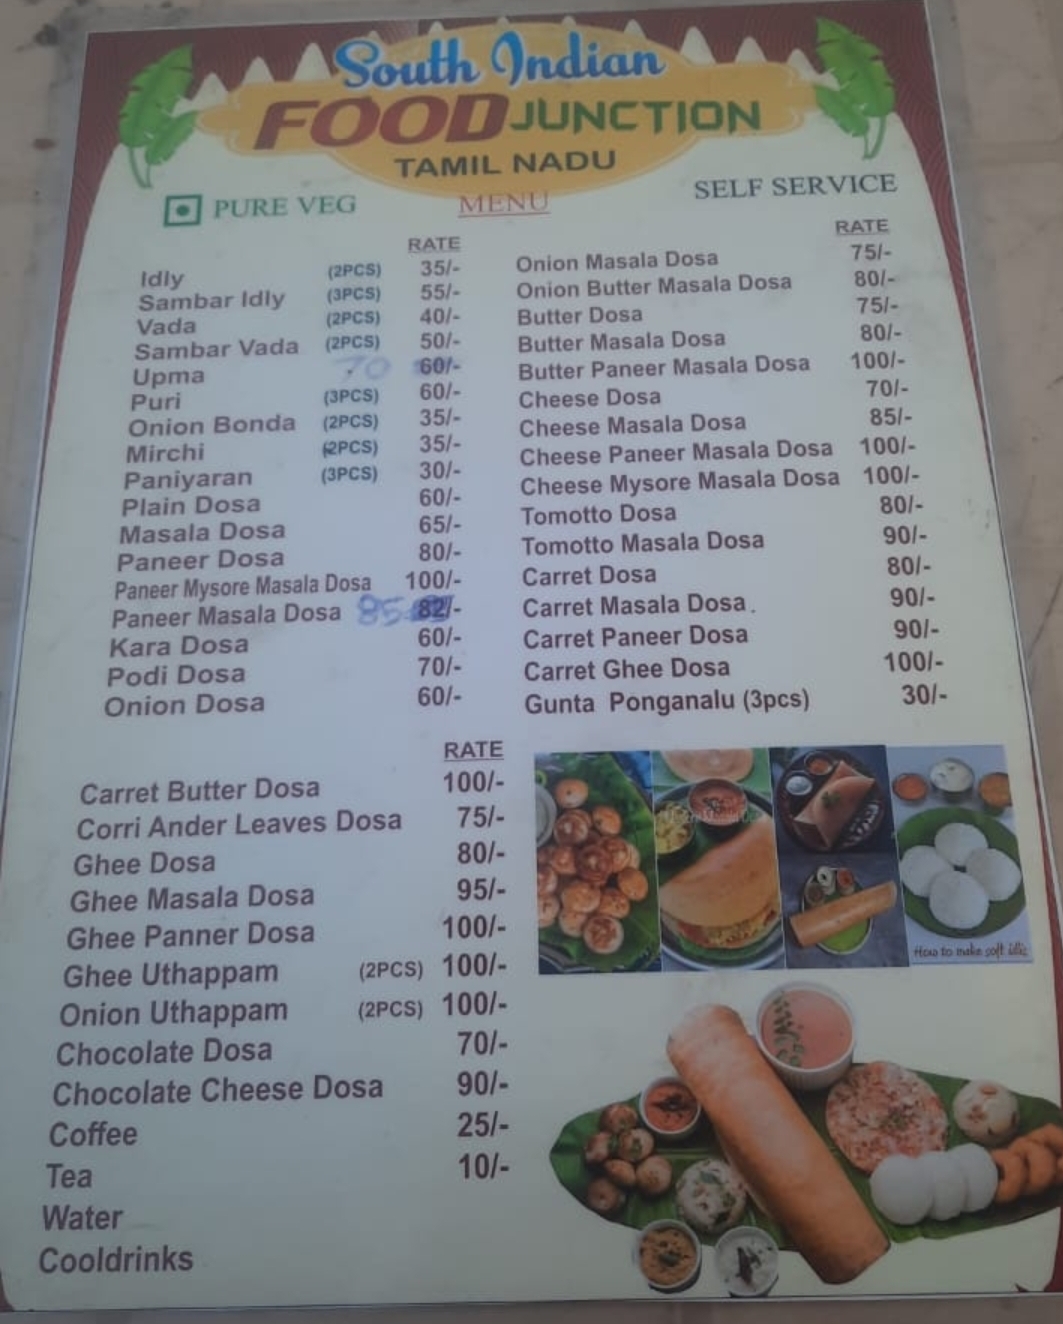 South Indian
FOOD JUNCTION
TAMIL NADU
PURE VEG
MENU
SELF SERVICE
RATE
Idly (2PCS) 35/-
Sambar Idly (3PCS) 55/-
Vada (2PCS) 40/-
Sambar Vada (2PCS) 50/-
Upma 70 60/-
Puri (3PCS) 60/-
Onion Bonda (2PCS) 35/-
Mirchi (2PCS) 35/-
Paniyaran (3PCS) 30/-
Plain Dosa 60/-
Masala Dosa 65/-
Paneer Dosa 80/-
Paneer Mysore Masala Dosa 100/-
Paneer Masala Dosa 85 82/-
Kara Dosa 60/-
Podi Dosa 70/-
Onion Dosa 60/-
RATE
Onion Masala Dosa 75/-
Onion Butter Masala Dosa 80/-
Butter Dosa 75/-
Butter Masala Dosa 80/-
Butter Paneer Masala Dosa 100/-
Cheese Dosa 70/-
Cheese Masala Dosa 85/-
Cheese Paneer Masala Dosa 100/-
Cheese Mysore Masala Dosa 100/-
Tomotto Dosa 80/-
Tomotto Masala Dosa 90/-
Carret Dosa 80/-
Carret Masala Dosa. 90/-
Carret Paneer Dosa 90/-
Carret Ghee Dosa 100/-
Gunta Ponganalu (3pcs) 30/-
RATE
Carret Butter Dosa 100/-
Corri Ander Leaves Dosa 75/-
Ghee Dosa 80/-
Ghee Masala Dosa 95/-
Ghee Panner Dosa 100/-
Ghee Uthappam (2PCS) 100/-
Onion Uthappam (2PCS) 100/-
Chocolate Dosa 70/-
Chocolate Cheese Dosa 90/-
Coffee 25/-
Tea 10/-
Water
Cooldrinks
How to make soft idlis